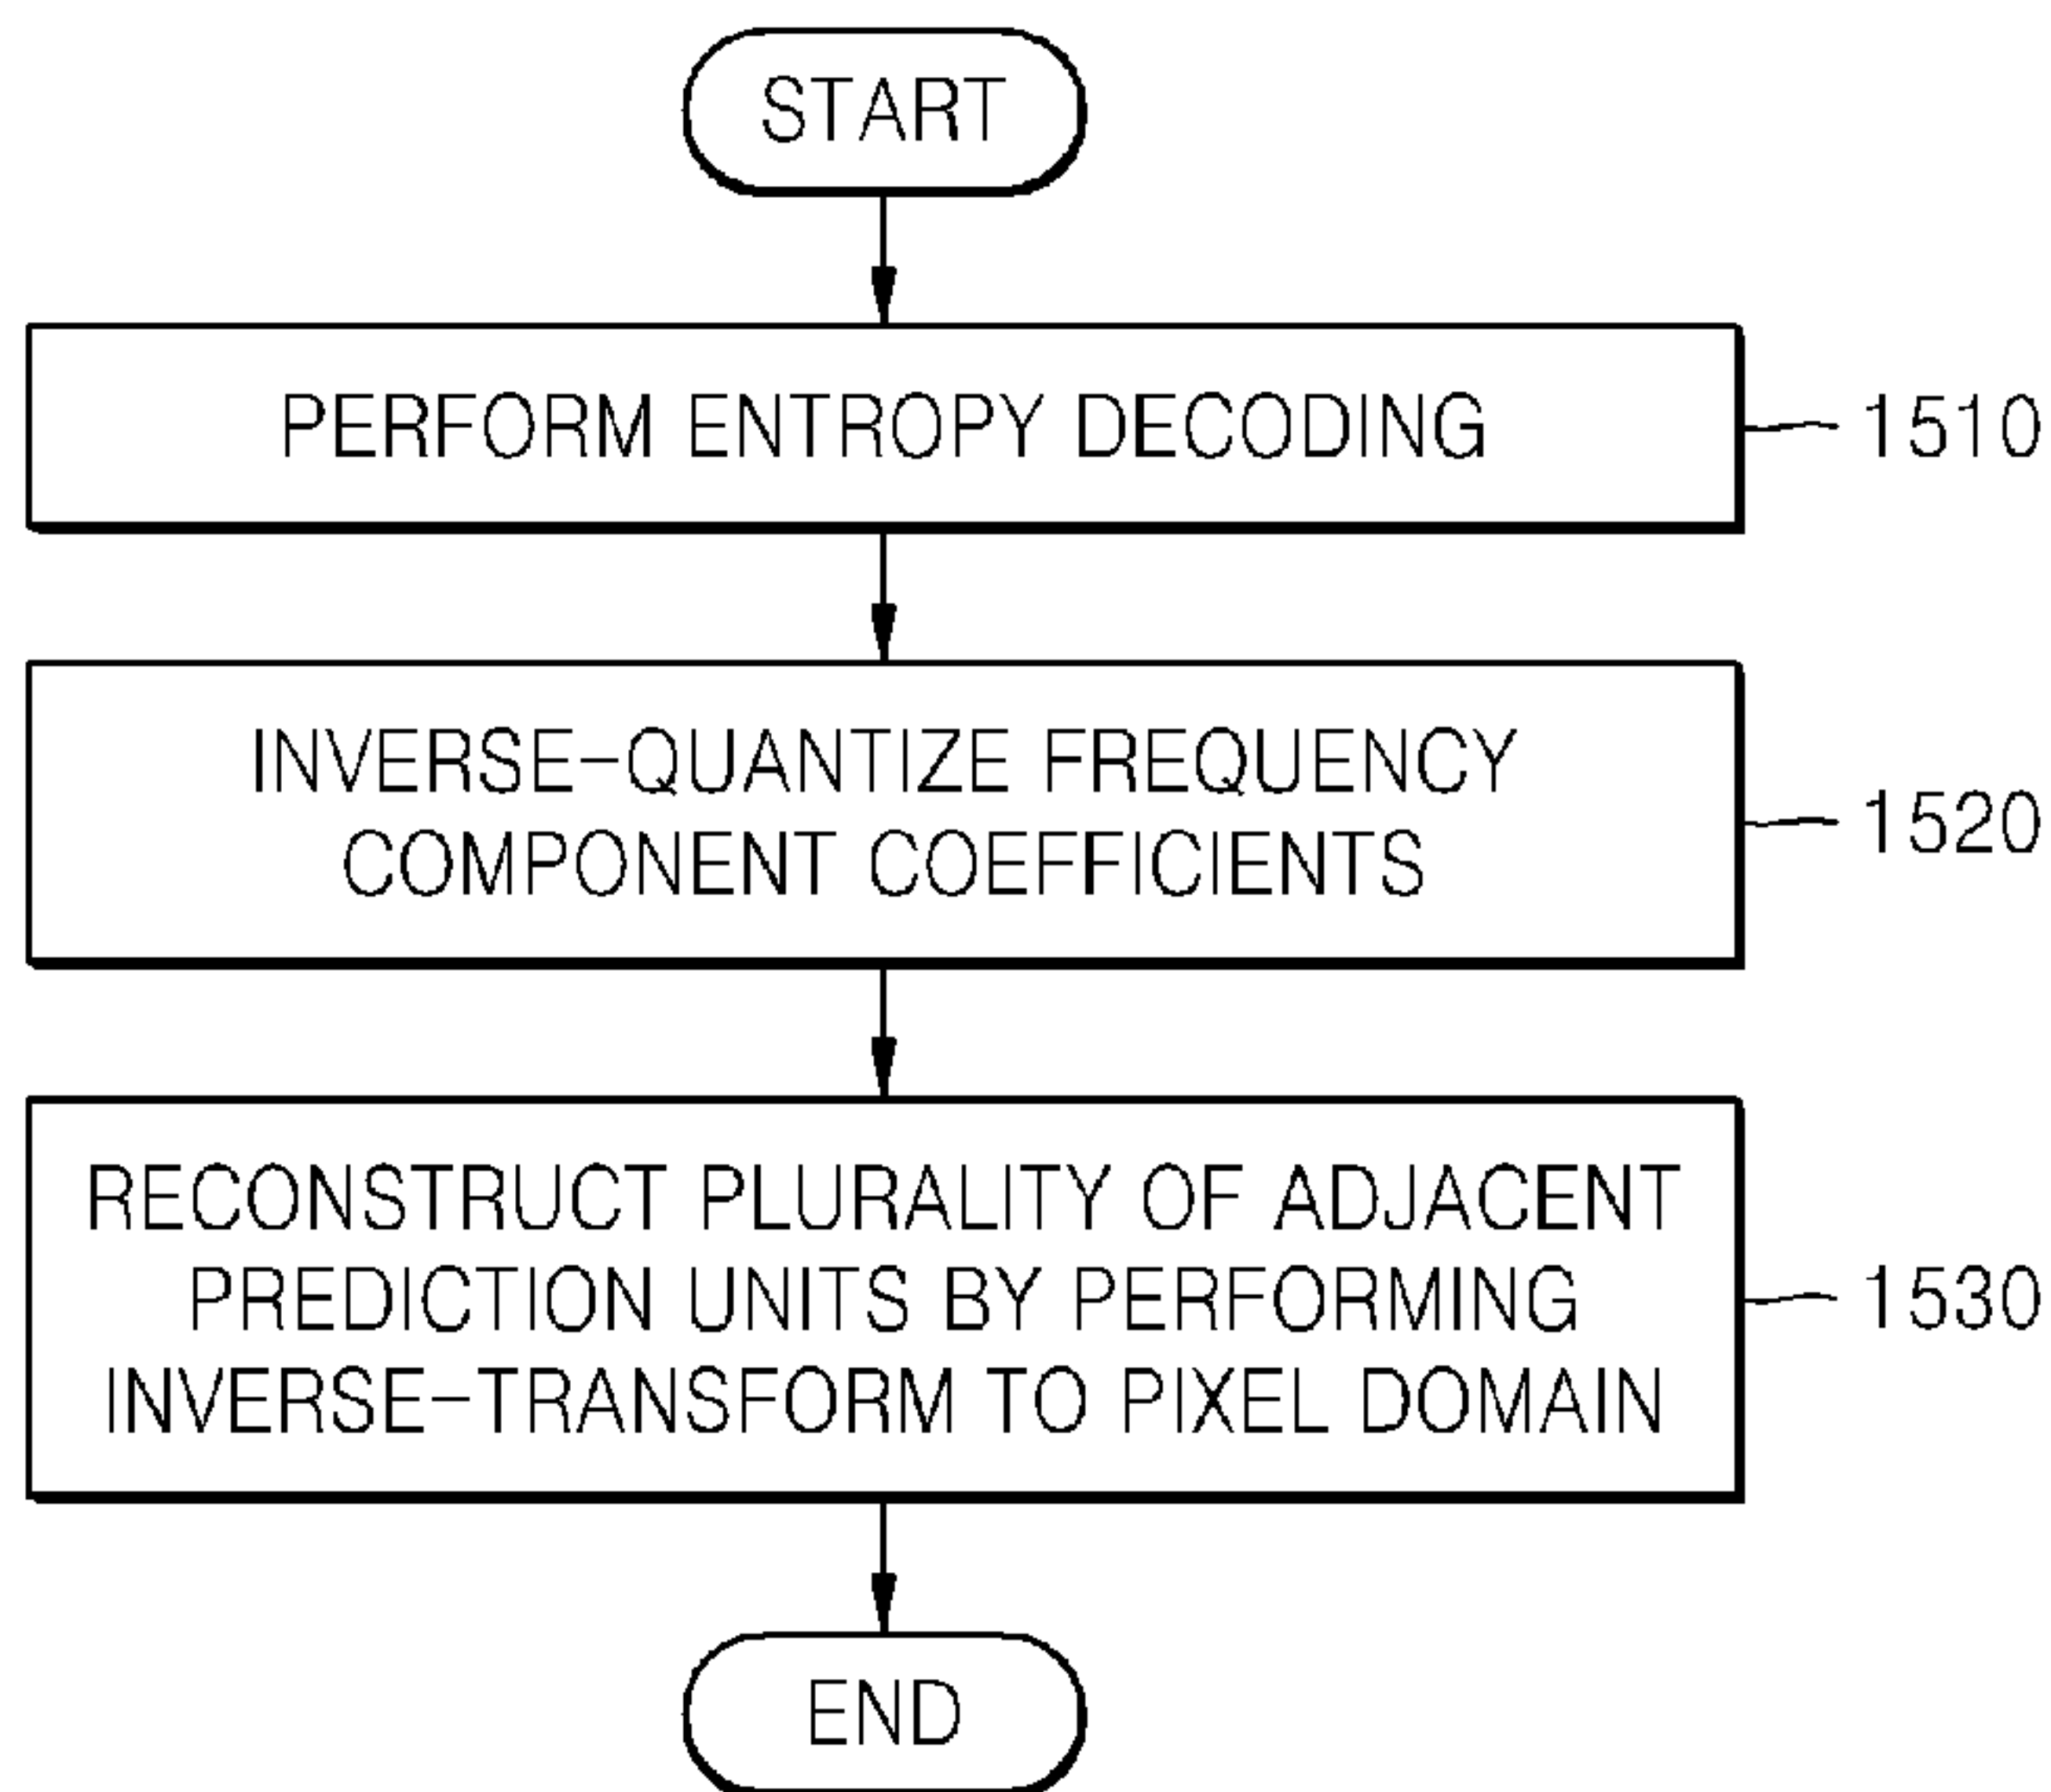 START
PERFORM ENTROPY DECODING
1510
INVERSE-QUANTIZE FREQUENCY
COMPONENT COEFFICIENTS
1520
RECONSTRUCT PLURALITY OF ADJACENT
PREDICTION UNITS BY PERFORMING
INVERSE-TRANSFORM TO PIXEL DOMAIN
1530
END